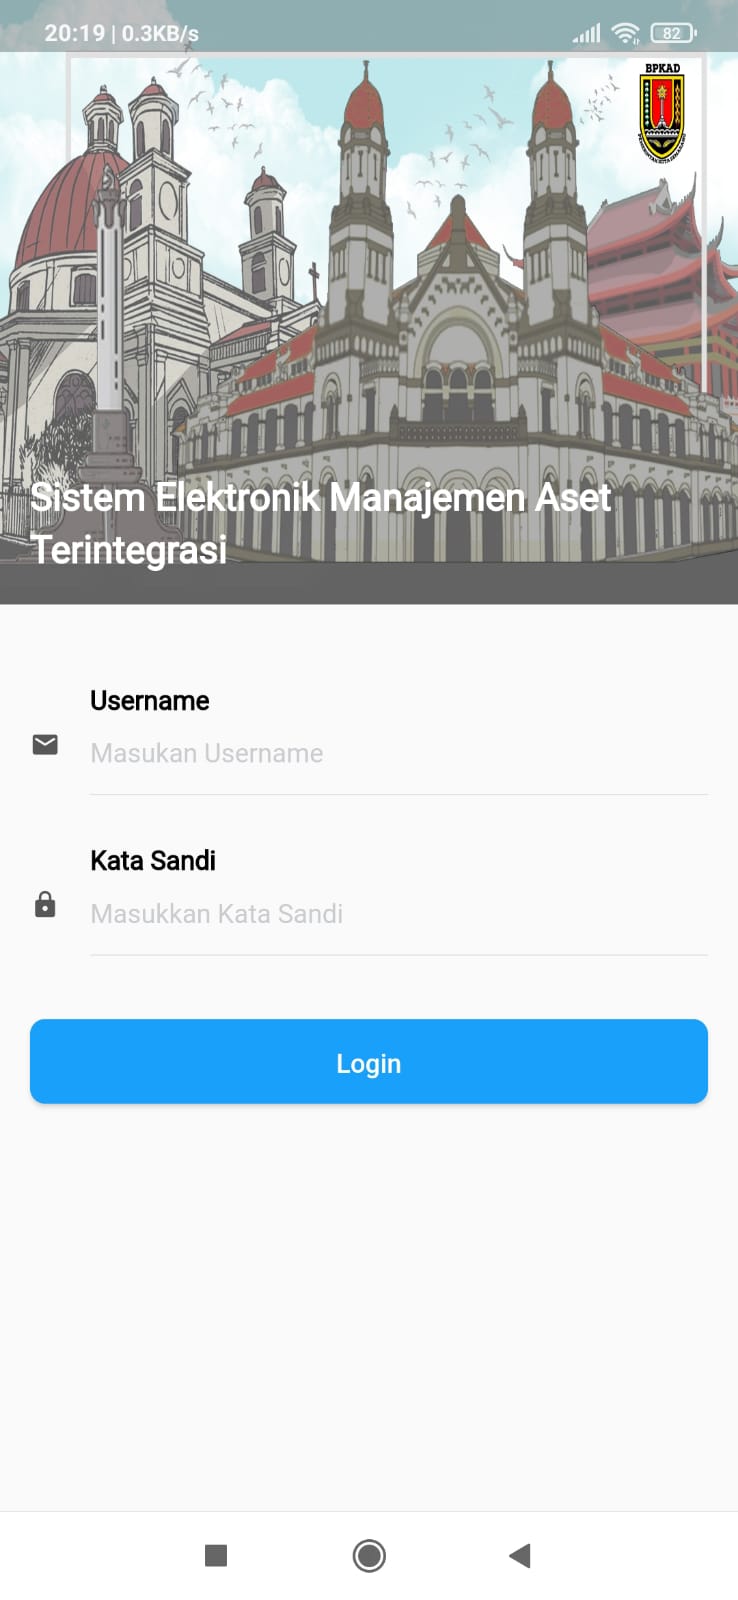 20:19 | 0.3KB/s
82
BPKAD
Sistem Elektronik Manajemen Aset
Terintegrasi
Username
Masukan Username
Kata Sandi
Masukkan Kata Sandi
Login